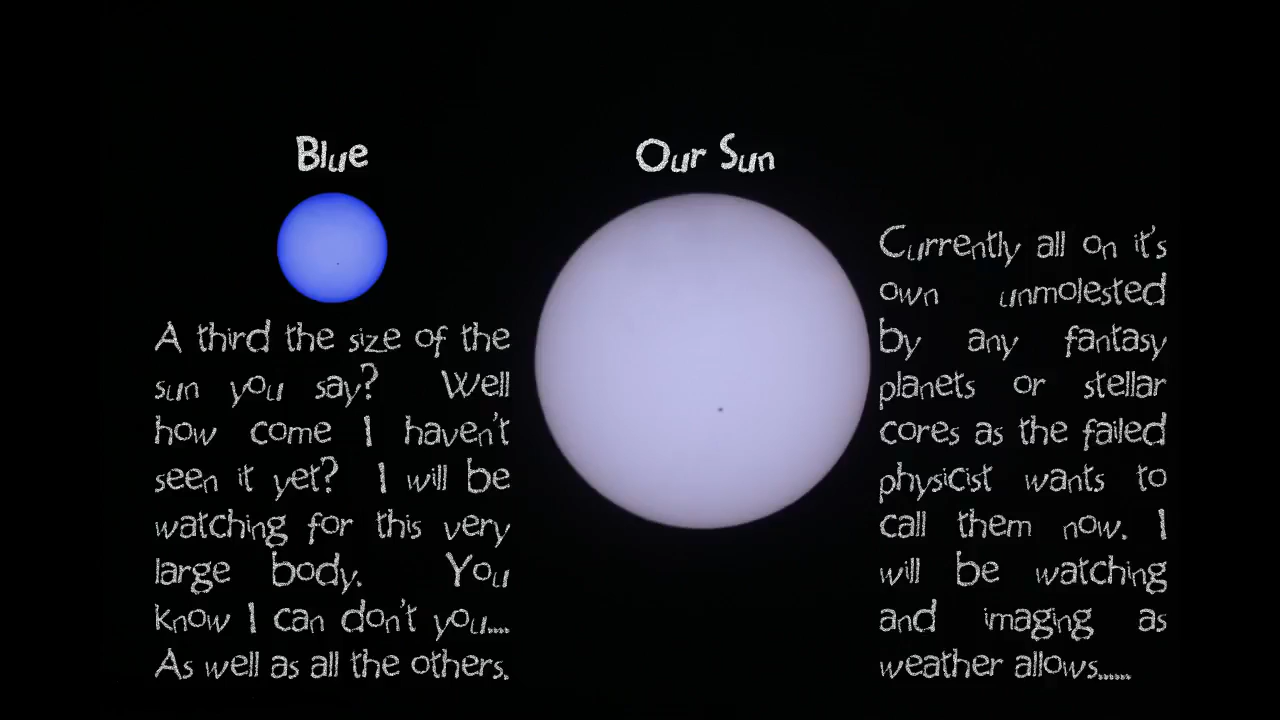 Blue
A third the size of the
sun you say? Well
how come I haven't
seen it yet? I will be
watching for this very
large body. You
know I can don't you....
As well as all the others.
Our Sun
Currently all on it's
own unmolested
by any fantasy
planets or stellar
cores as the failed
physicist wants to
call them now. I
will be watching
and imaging as
weather allows......